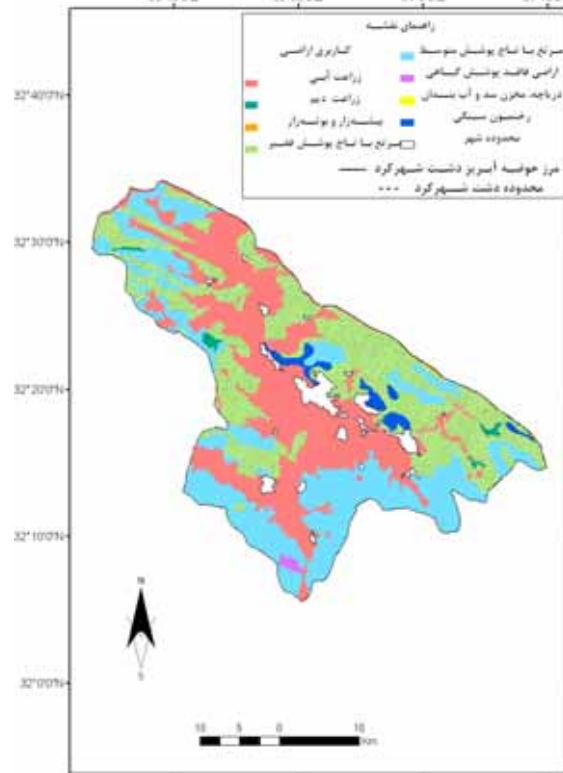 راهنمای نقشه
کاربری اراضی
زراعت آبی
زراعت دیم
بیشه‌زار و بوته‌زار
مرتع با تاج پوشش فقیر
مرتع با تاج پوشش متوسط
اراضی فاقد پوشش گیاهی
دریاچه، مخزن سد و آب بندان
رخنمون سنگی
محدوده شهر
مرز حوضه آبریز دشت شهرکرد
محدوده دشت شهرکرد
32°40'0"N
32°30'0"N
32°20'0"N
32°10'0"N
32°0'0"N
N
S
10 5 0 10
Km